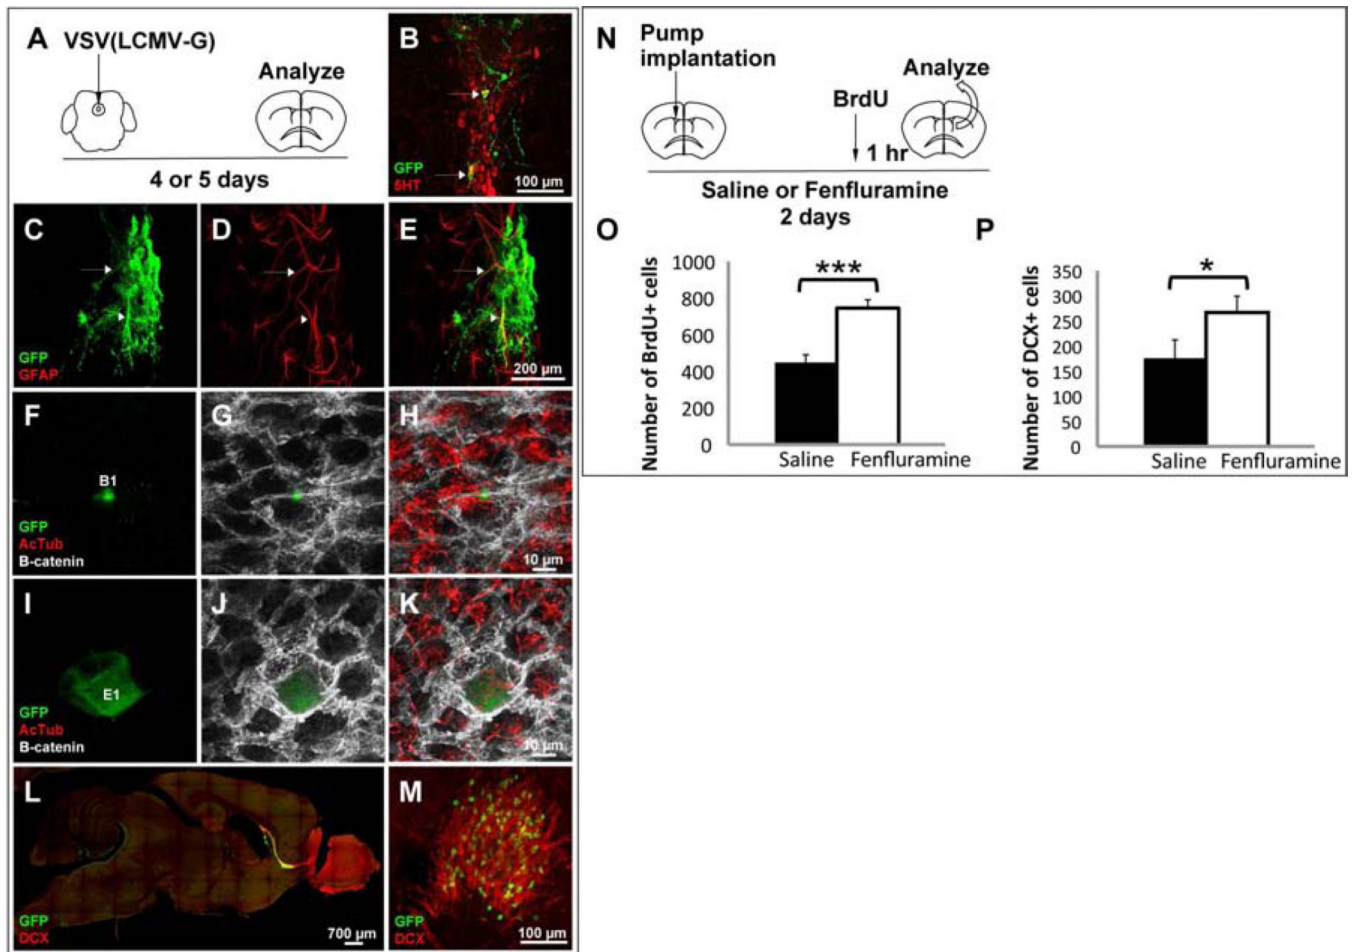 A VSV(LCMV-G)
Analyze
4 or 5 days
B
GFP
5HT
100 µm
C
GFP
GFAP
D
E
200 µm
F
B1
GFP
AcTub
B-catenin
G
H
10 µm
I
E1
GFP
AcTub
B-catenin
J
K
10 µm
L
GFP
DCX
700 µm
M
GFP
DCX
100 µm
N Pump
implantation
BrdU
Analyze
1 hr
Saline or Fenfluramine
2 days
O
Number of BrdU+ cells
1000
800
600
400
200
0
***
Saline Fenfluramine
P
Number of DCX+ cells
350
300
250
200
150
100
50
0
*
Saline Fenfluramine